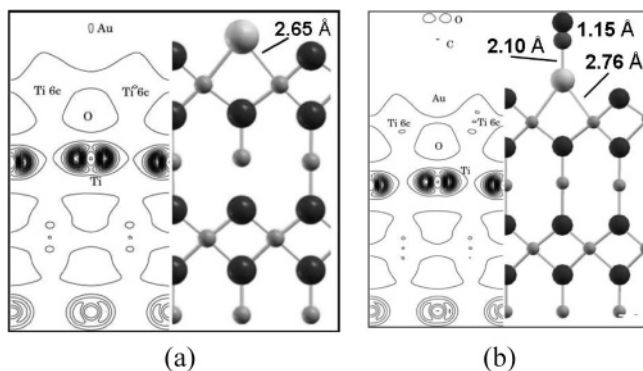 Au
2.65 Å
Ti 6c
Ti 6c
O
Ti
(a)
O
C
1.15 Å
2.10 Å
2.76 Å
Au
Ti 6c
Ti 6c
O
Ti
(b)